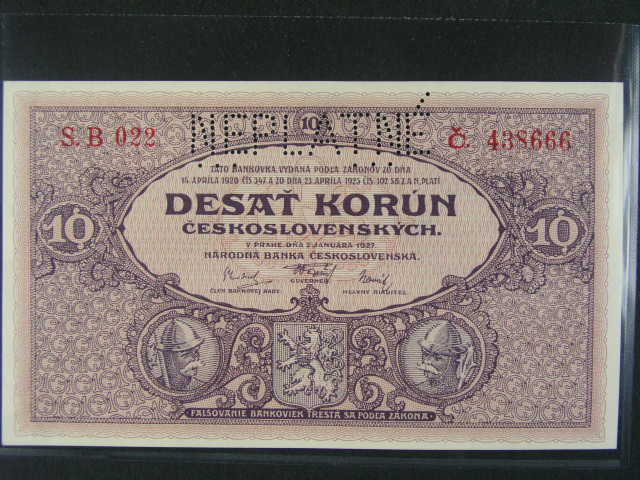 NEPLATNÉ
S. B 022
10
Č. 438666
TÁTO BANKOVKA VYDANÁ PODĽA ZÁKONOV ZO DŇA
14. APRÍLA 1920 ČÍS. 347 A ZO DŇA 23. APRÍLA 1925 ČÍS. 102 SB. Z. A N. PLATÍ
DESAŤ KORÚN
ČESKOSLOVENSKÝCH.
10
10
V PRAHE, DŇA 2. JANUÁRA 1927.
NÁRODNÁ BANKA ČESKOSLOVENSKÁ.
GUVERNÉR
ČLEN BANKOVEJ RADY
HLAVNÝ RIADITEĽ
FALŠOVANIE BANKOVIEK TRESTÁ SA PODĽA ZÁKONA